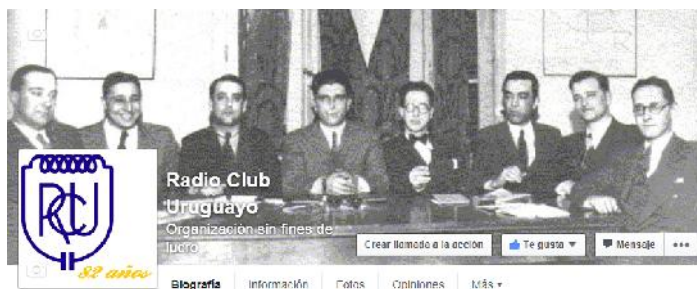 Radio Club
Uruguayo
Organización sin fines de
lucro
RCU
82 años
Crear llamada a la acción
Te gusta
Mensaje
Biografía
Información
Fotos
Opiniones
Más